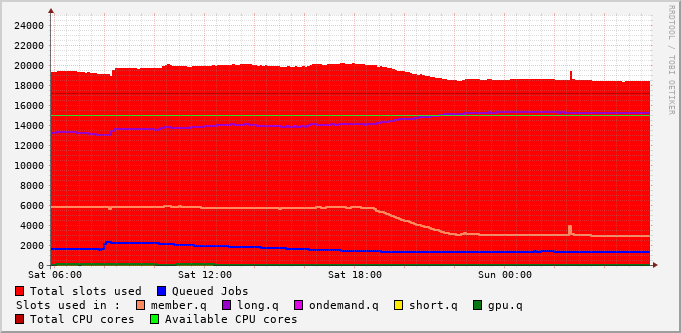 RRDTOOL / TOBI OETIKER
24000
22000
20000
18000
16000
14000
12000
10000
8000
6000
4000
2000
0
Sat 06:00 Sat 12:00 Sat 18:00 Sun 00:00
Total slots used Queued Jobs
Slots used in : member.q long.q ondemand.q short.q gpu.q
Total CPU cores Available CPU cores